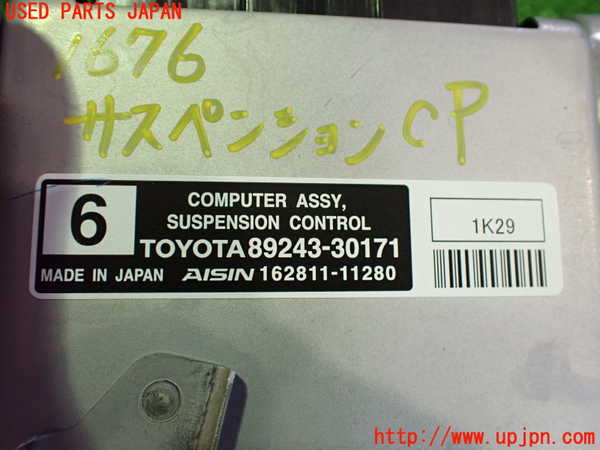 USED PARTS JAPAN
1676
サスペンションCP
6
COMPUTER ASSY,
SUSPENSION CONTROL
TOYOTA 89243-30171
MADE IN JAPAN AISIN 162811-11280
1K29
http://www.upjpn.com/